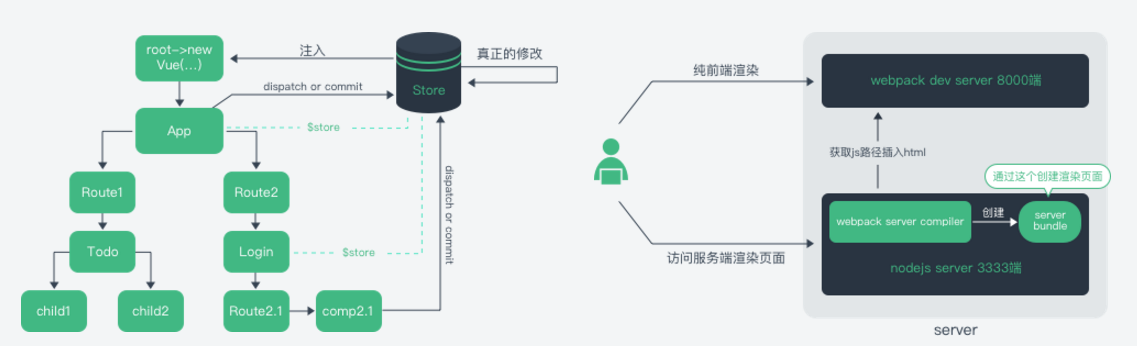 root->new
Vue(...)
注入
真正的修改
dispatch or commit
Store
App
$store
Route1
Route2
dispatch or commit
Todo
Login
$store
child1
child2
Route2.1
comp2.1
纯前端渲染
webpack dev server 8000端
获取js路径插入html
通过这个创建渲染页面
webpack server compiler
创建
server
bundle
访问服务端渲染页面
nodejs server 3333端
server